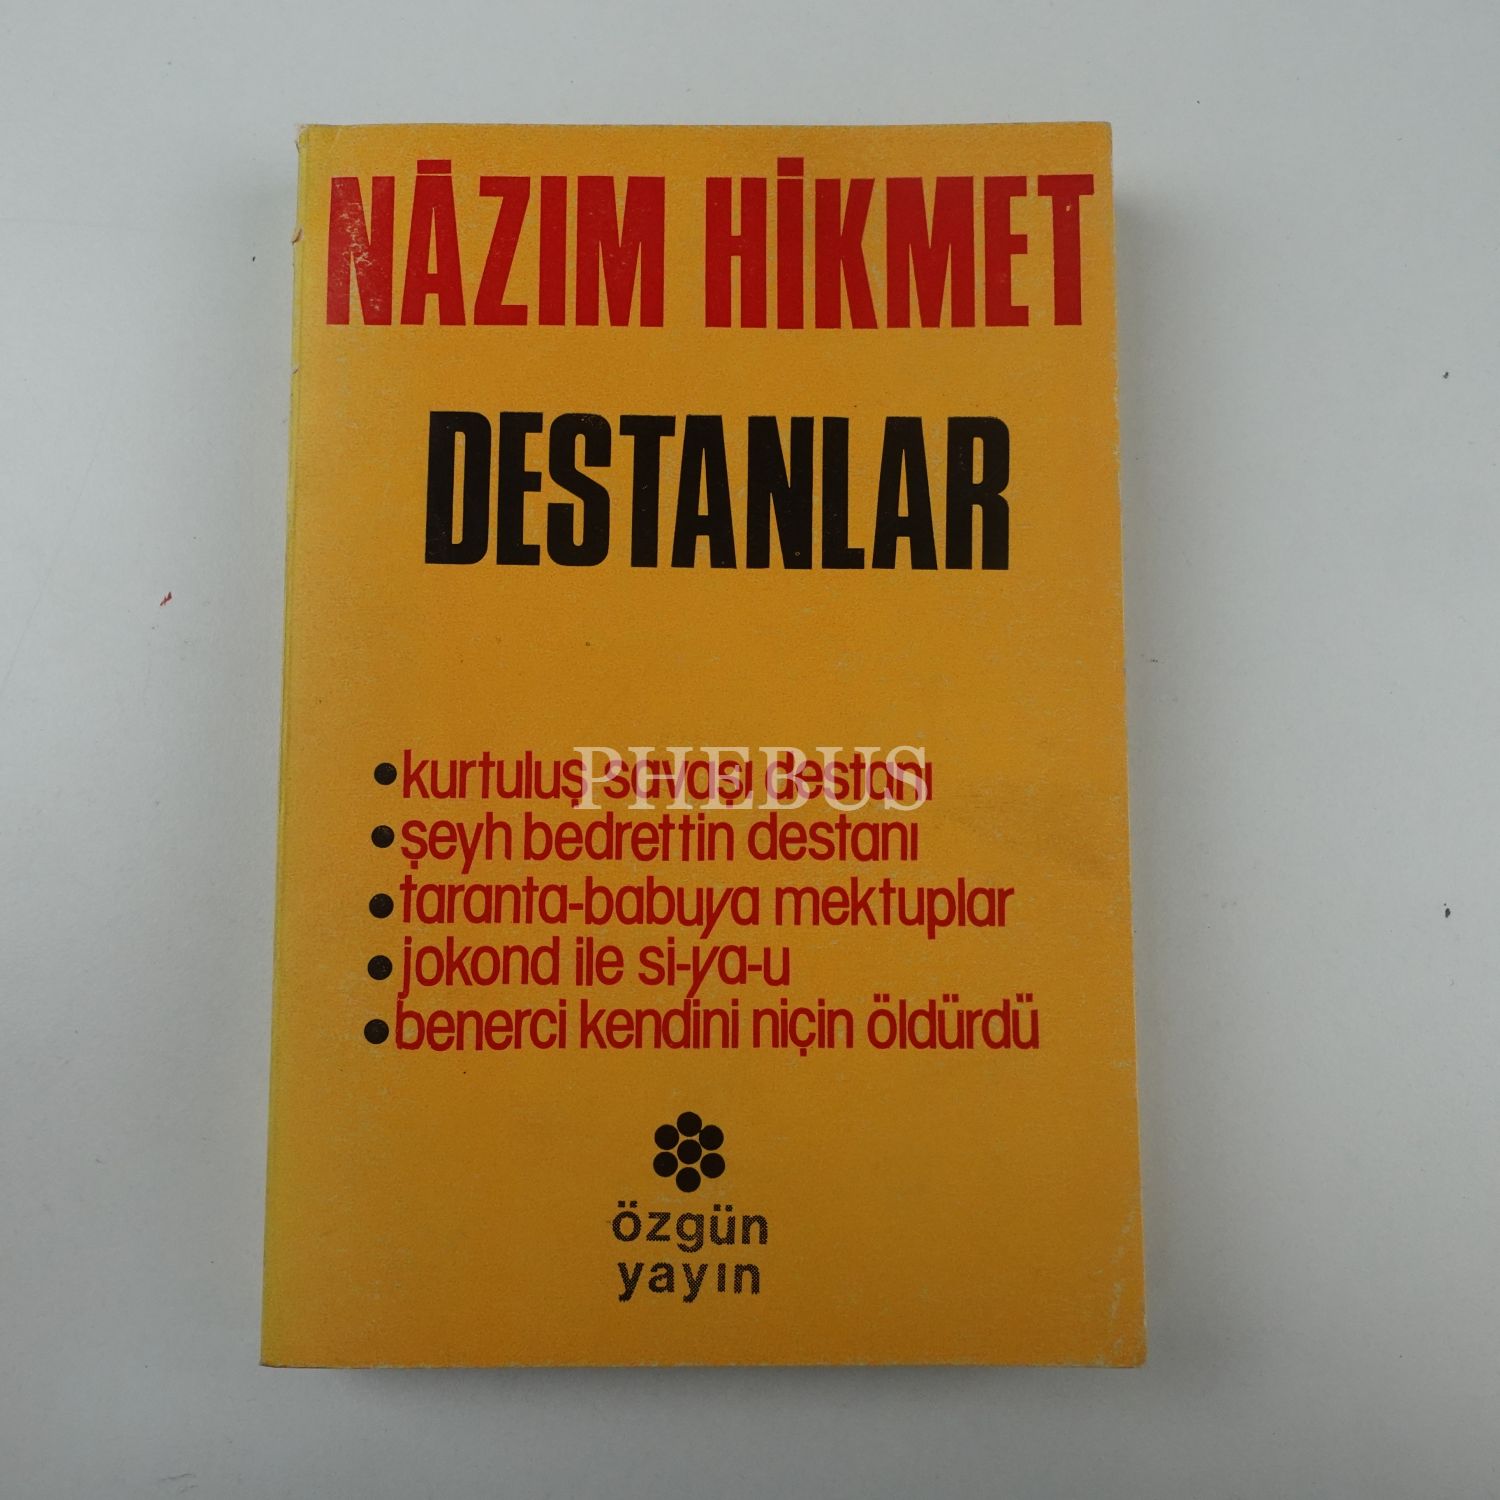 NÂZIM HİKMET
DESTANLAR
•kurtuluş savaşı destanı
PHEBUS
•şeyh bedrettin destanı
•taranta-babuya mektuplar
•jokond ile si-ya-u
•benerci kendini niçin öldürdü
özgün
yayın